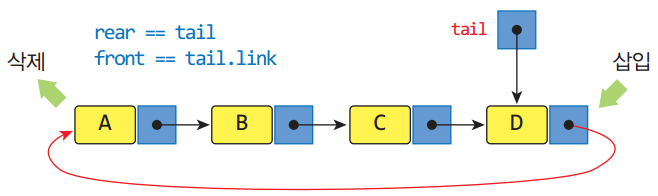 rear == tail
front == tail.link
tail
삭제
삽입
A
B
C
D